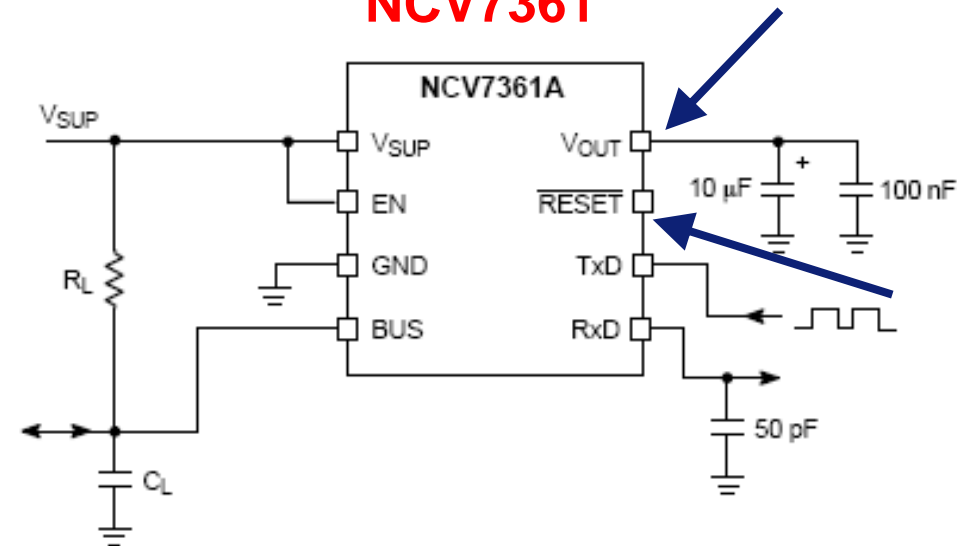 NCV7361
NCV7361A
VSUP
VSUP
VOUT
10 µF
+
100 nF
EN
RESET
RL
GND
TxD
BUS
RxD
50 pF
CL